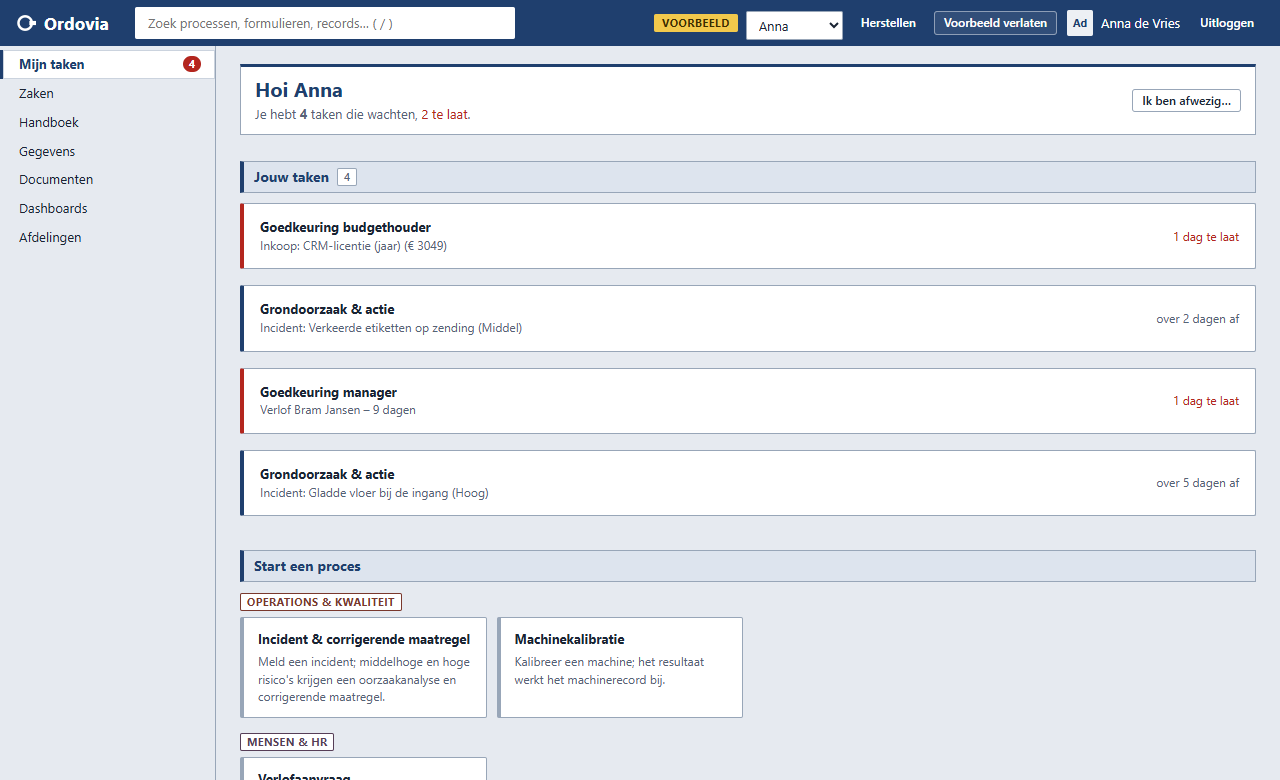 Ordovia
Zoek processen, formulieren, records... ( / )
VOORBEELD
Anna
Herstellen
Voorbeeld verlaten
Ad
Anna de Vries
Uitloggen
Mijn taken
4
Zaken
Handboek
Gegevens
Documenten
Dashboards
Afdelingen
Hoi Anna
Je hebt 4 taken die wachten, 2 te laat.
Ik ben afwezig...
Jouw taken 4
Goedkeuring budgethouder
Inkoop: CRM-licentie (jaar) (€ 3049)
1 dag te laat
Grondoorzaak & actie
Incident: Verkeerde etiketten op zending (Middel)
over 2 dagen af
Goedkeuring manager
Verlof Bram Jansen – 9 dagen
1 dag te laat
Grondoorzaak & actie
Incident: Gladde vloer bij de ingang (Hoog)
over 5 dagen af
Start een proces
OPERATIONS & KWALITEIT
Incident & corrigerende maatregel
Meld een incident; middelhoge en hoge
risico's krijgen een oorzaakanalyse en
corrigerende maatregel.
Machinekalibratie
Kalibreer een machine; het resultaat
werkt het machinerecord bij.
MENSEN & HR
Verlofaanvraag